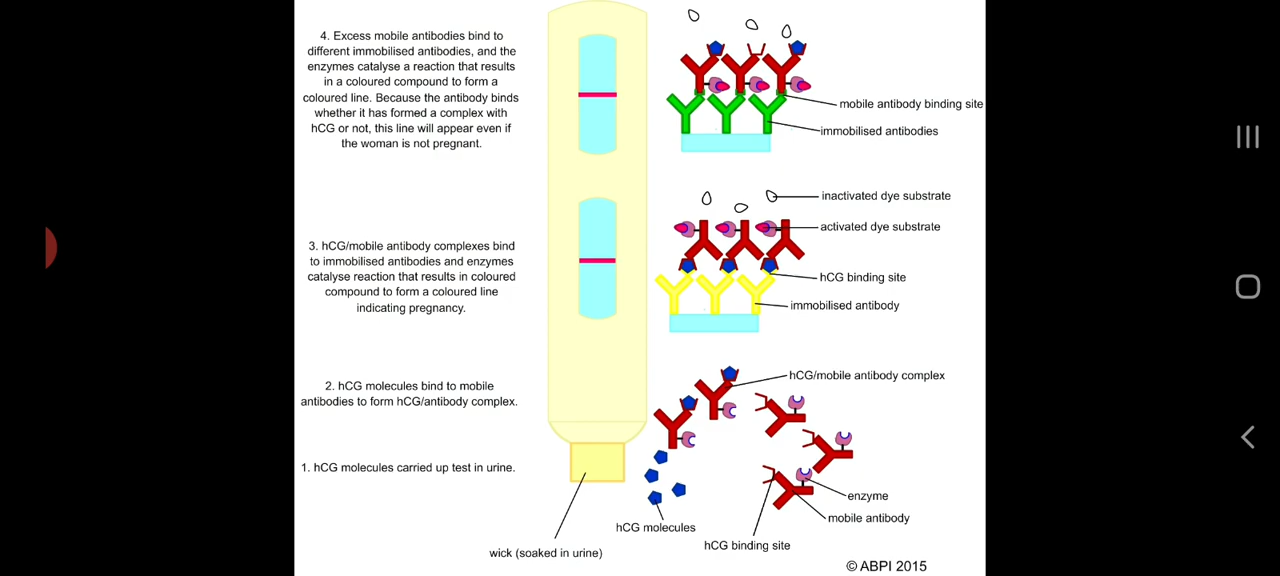 4. Excess mobile antibodies bind to
different immobilised antibodies, and the
enzymes catalyse a reaction that results
in a coloured compound to form a
coloured line. Because the antibody binds
whether it has formed a complex with
hCG or not, this line will appear even if
the woman is not pregnant.
mobile antibody binding site
immobilised antibodies
inactivated dye substrate
activated dye substrate
3. hCG/mobile antibody complexes bind
to immobilised antibodies and enzymes
catalyse reaction that results in coloured
compound to form a coloured line
indicating pregnancy.
hCG binding site
immobilised antibody
hCG/mobile antibody complex
2. hCG molecules bind to mobile
antibodies to form hCG/antibody complex.
1. hCG molecules carried up test in urine.
enzyme
mobile antibody
hCG molecules
hCG binding site
wick (soaked in urine)
© ABPI 2015